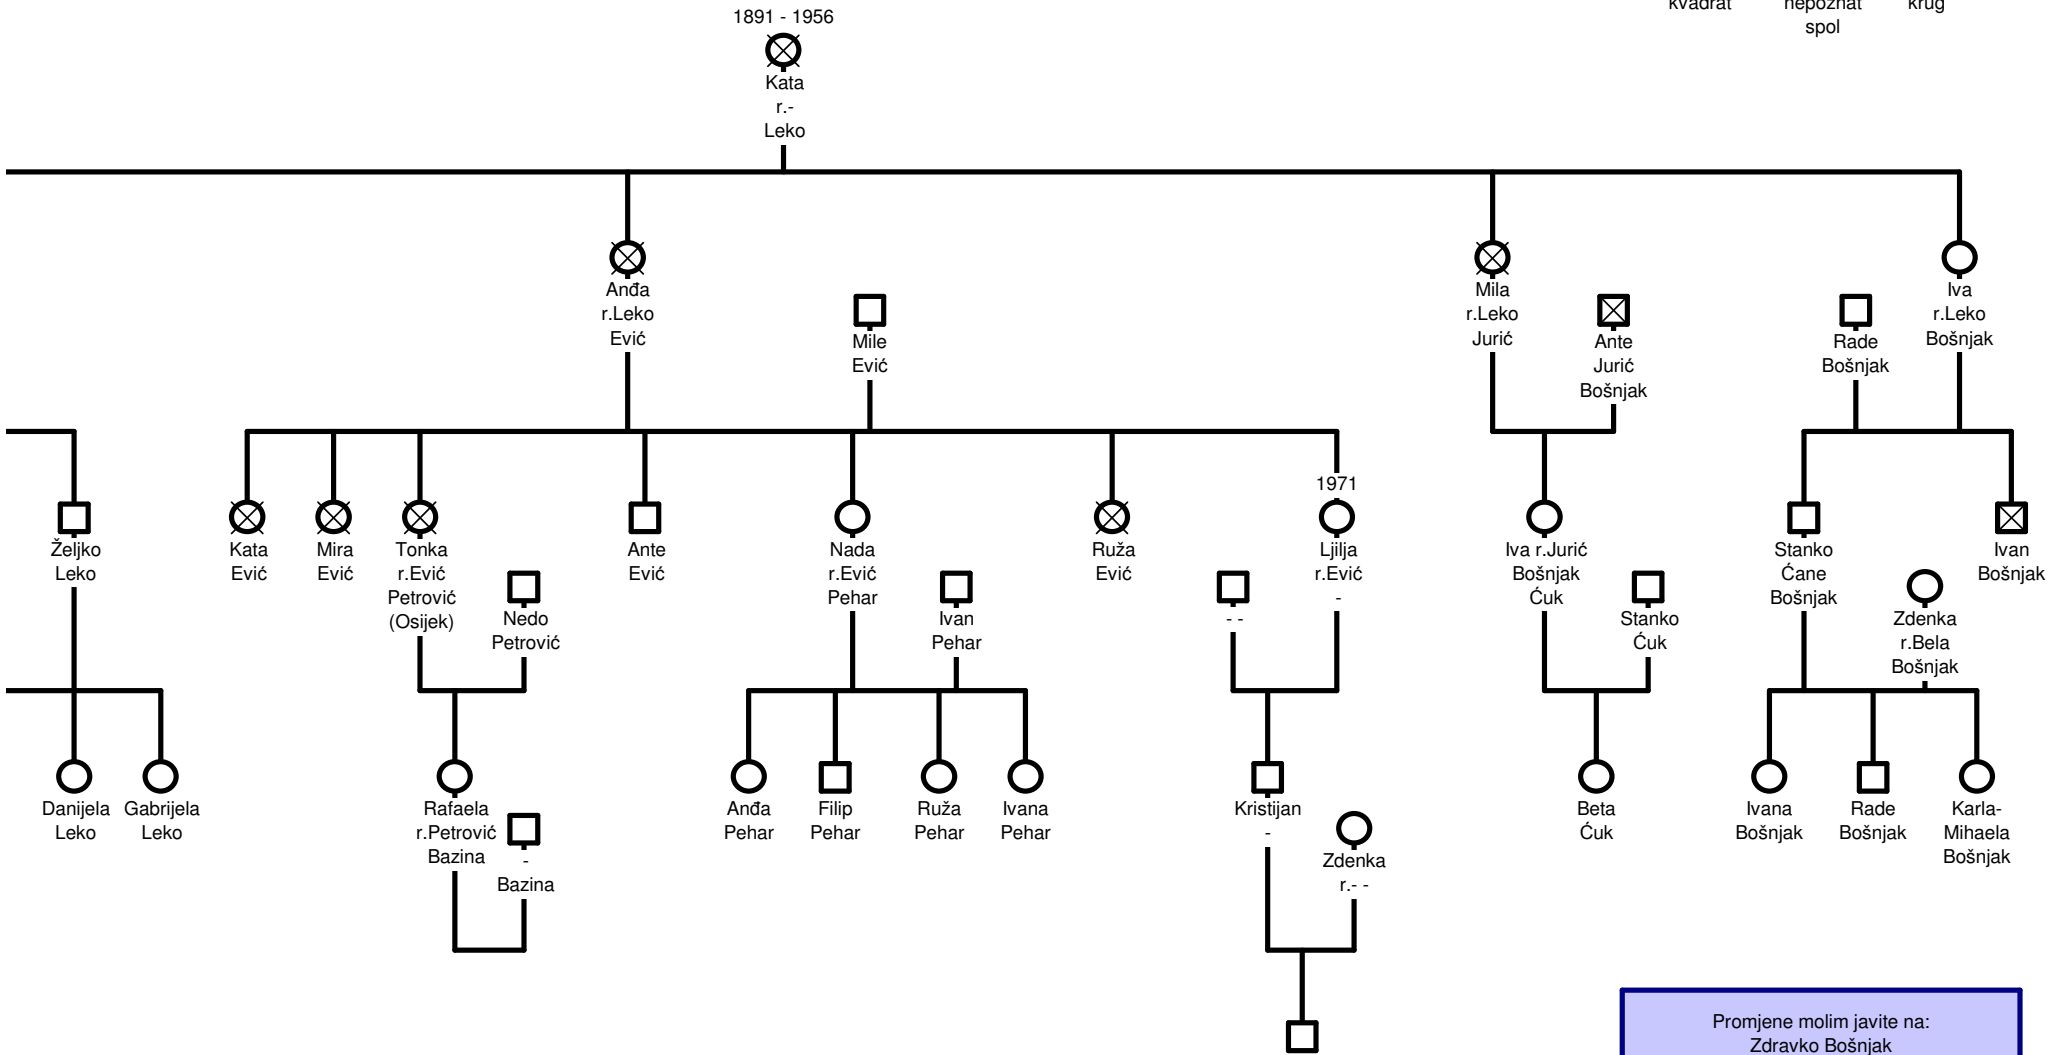 kvadrat
nepoznat
spol
krug
1891 - 1956
Kata
r.-
Leko
Anđa
r.Leko
Ević
Mile
Ević
Mila
r.Leko
Jurić
Ante
Jurić
Bošnjak
Rade
Bošnjak
Iva
r.Leko
Bošnjak
Željko
Leko
Kata
Ević
Mira
Ević
Tonka
r.Ević
Petrović
(Osijek)
Nedo
Petrović
Ante
Ević
Nada
r.Ević
Pehar
Ivan
Pehar
Ruža
Ević
- -
1971
Ljilja
r.Ević
-
Iva r.Jurić
Bošnjak
Ćuk
Stanko
Ćuk
Stanko
Ćane
Bošnjak
Zdenka
r.Bela
Bošnjak
Ivan
Bošnjak
Danijela
Leko
Gabrijela
Leko
Rafaela
r.Petrović
Bazina
-
Bazina
Anđa
Pehar
Filip
Pehar
Ruža
Pehar
Ivana
Pehar
Kristijan
-
Zdenka
r.- -
Beta
Ćuk
Ivana
Bošnjak
Rade
Bošnjak
Karla-
Mihaela
Bošnjak
Promjene molim javite na:
Zdravko Bošnjak